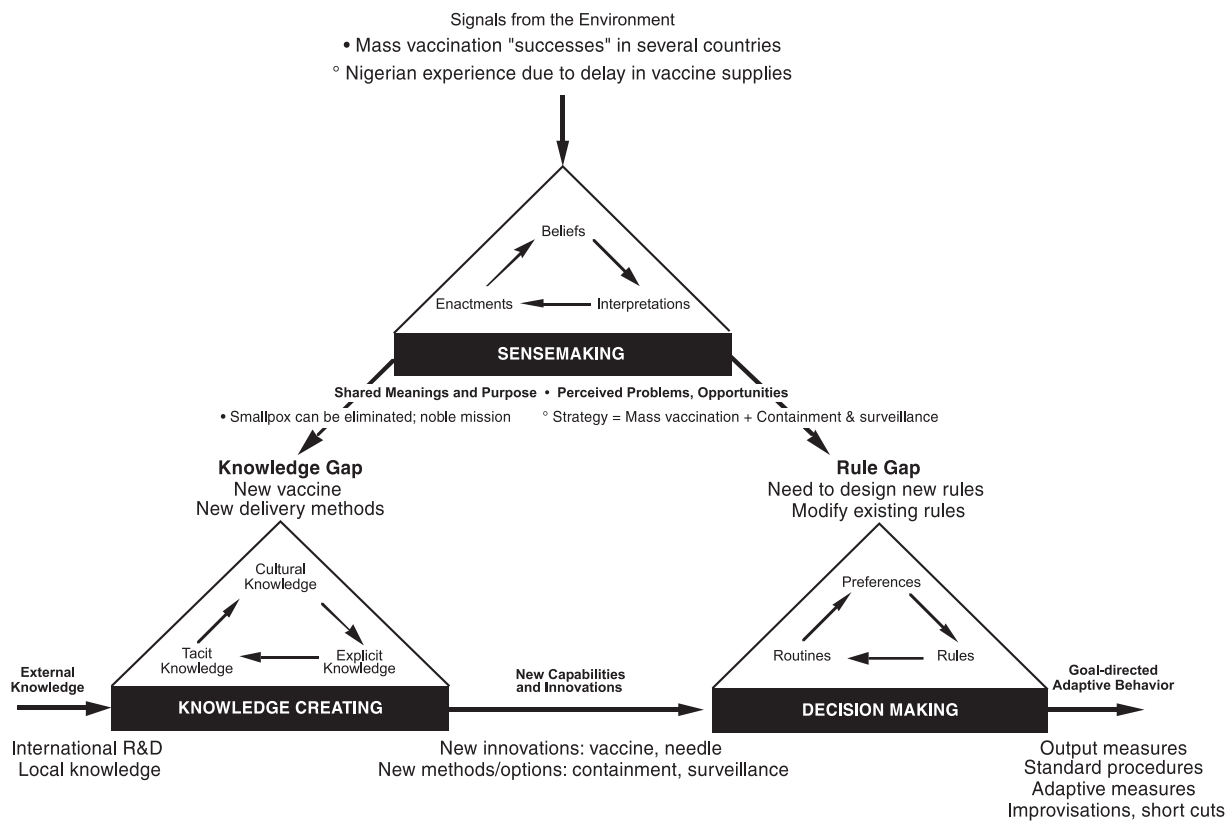 Signals from the Environment
• Mass vaccination "successes" in several countries
° Nigerian experience due to delay in vaccine supplies
Beliefs
Enactments
Interpretations
SENSEMAKING
Shared Meanings and Purpose • Perceived Problems, Opportunities
• Smallpox can be eliminated; noble mission
° Strategy = Mass vaccination + Containment & surveillance
Knowledge Gap
New vaccine
New delivery methods
Rule Gap
Need to design new rules
Modify existing rules
Cultural
Knowledge
Tacit
Knowledge
Explicit
Knowledge
Preferences
Routines
Rules
External
Knowledge
KNOWLEDGE CREATING
New Capabilities
and Innovations
DECISION MAKING
Goal-directed
Adaptive Behavior
International R&D
Local knowledge
New innovations: vaccine, needle
New methods/options: containment, surveillance
Output measures
Standard procedures
Adaptive measures
Improvisations, short cuts